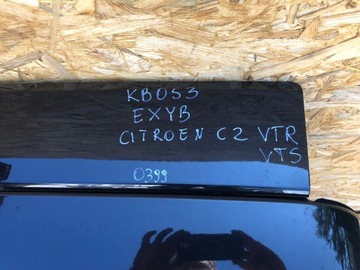 KB053
EXYB
CITROEN C2 VTR
VTS
0399